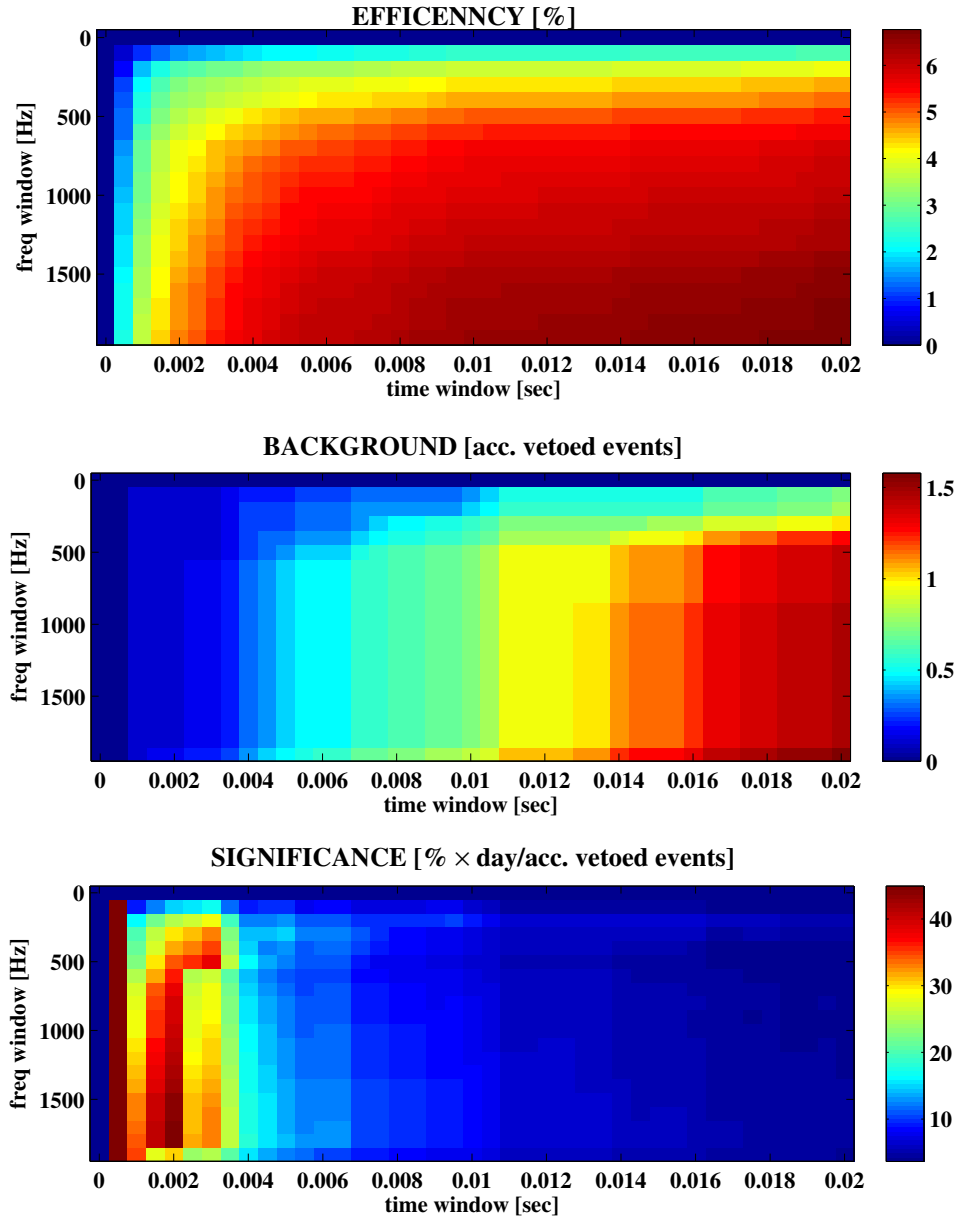 EFFICENNCY [%]
0
500
1000
1500
freq window [Hz]
0 0.002 0.004 0.006 0.008 0.01 0.012 0.014 0.016 0.018 0.02
time window [sec]
6
5
4
3
2
1
0
BACKGROUND [acc. vetoed events]
0
500
1000
1500
freq window [Hz]
0 0.002 0.004 0.006 0.008 0.01 0.012 0.014 0.016 0.018 0.02
time window [sec]
1.5
1
0.5
0
SIGNIFICANCE [% × day/acc. vetoed events]
0
500
1000
1500
freq window [Hz]
0 0.002 0.004 0.006 0.008 0.01 0.012 0.014 0.016 0.018 0.02
time window [sec]
40
30
20
10